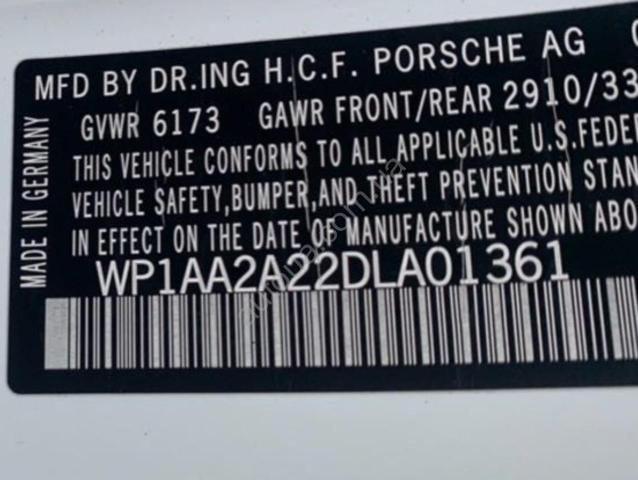 MFD BY DR.ING H.C.F. PORSCHE AG
GVWR 6173 GAWR FRONT/REAR 2910/33
THIS VEHICLE CONFORMS TO ALL APPLICABLE U.S.FEDE
VEHICLE SAFETY,BUMPER,AND THEFT PREVENTION STAN
IN EFFECT ON THE DATE OF MANUFACTURE SHOWN ABO
WP1AA2A22DLA01361
MADE IN GERMANY